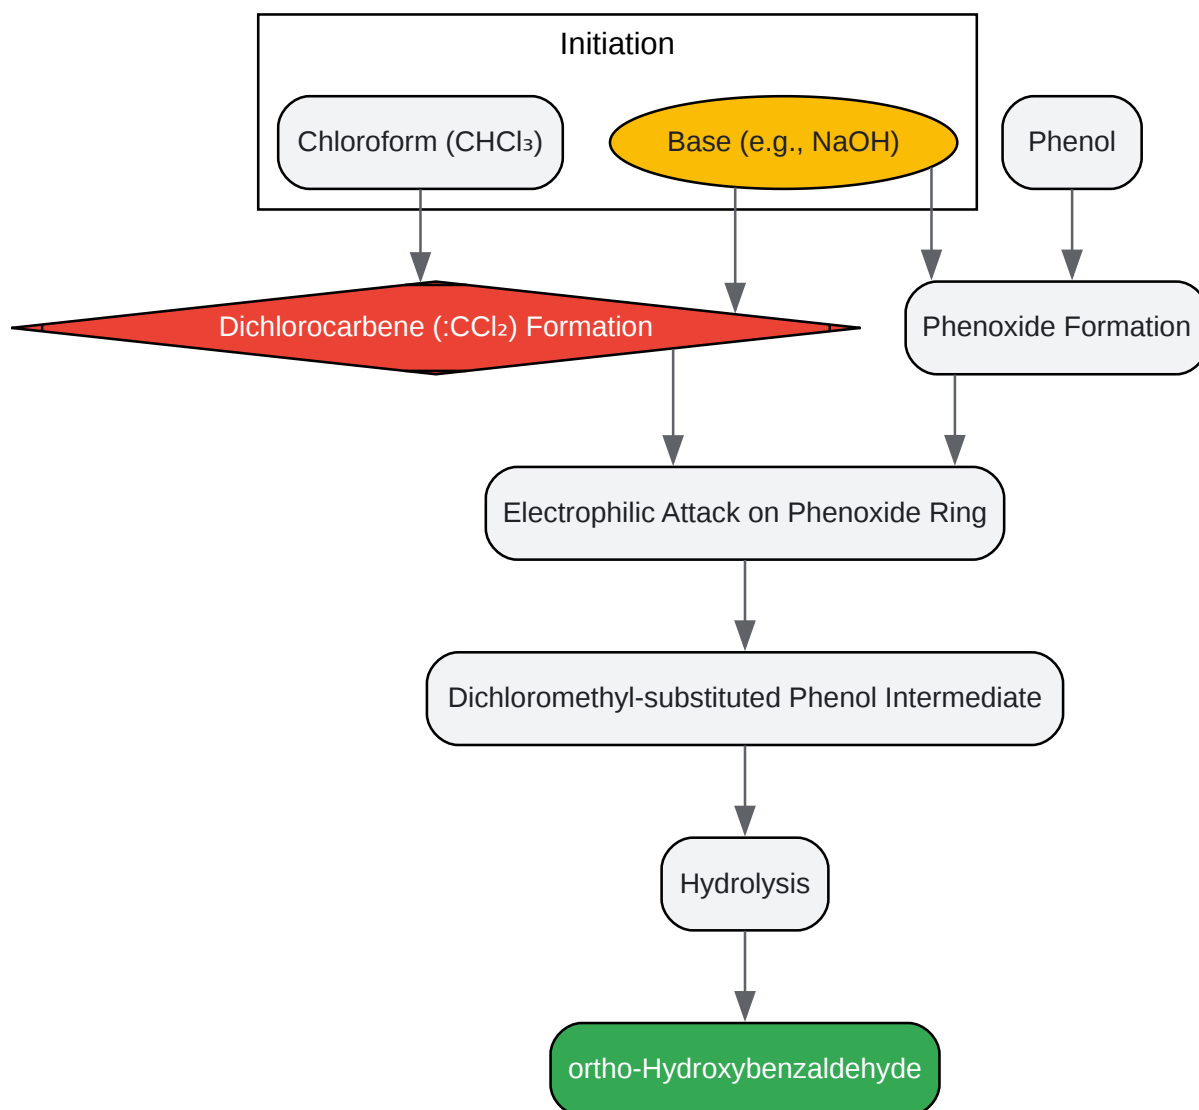 Initiation
Chloroform (CHCl₃)
Base (e.g., NaOH)
Phenol
Dichlorocarbene (:CCl₂) Formation
Phenoxide Formation
Electrophilic Attack on Phenoxide Ring
Dichloromethyl-substituted Phenol Intermediate
Hydrolysis
ortho-Hydroxybenzaldehyde